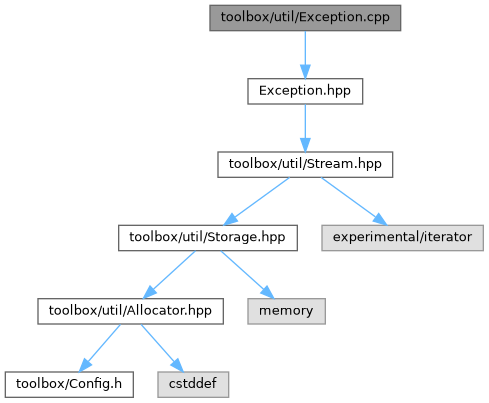 toolbox/util/Exception.cpp
Exception.hpp
toolbox/util/Stream.hpp
toolbox/util/Storage.hpp
experimental/iterator
toolbox/util/Allocator.hpp
memory
toolbox/Config.h
cstddef